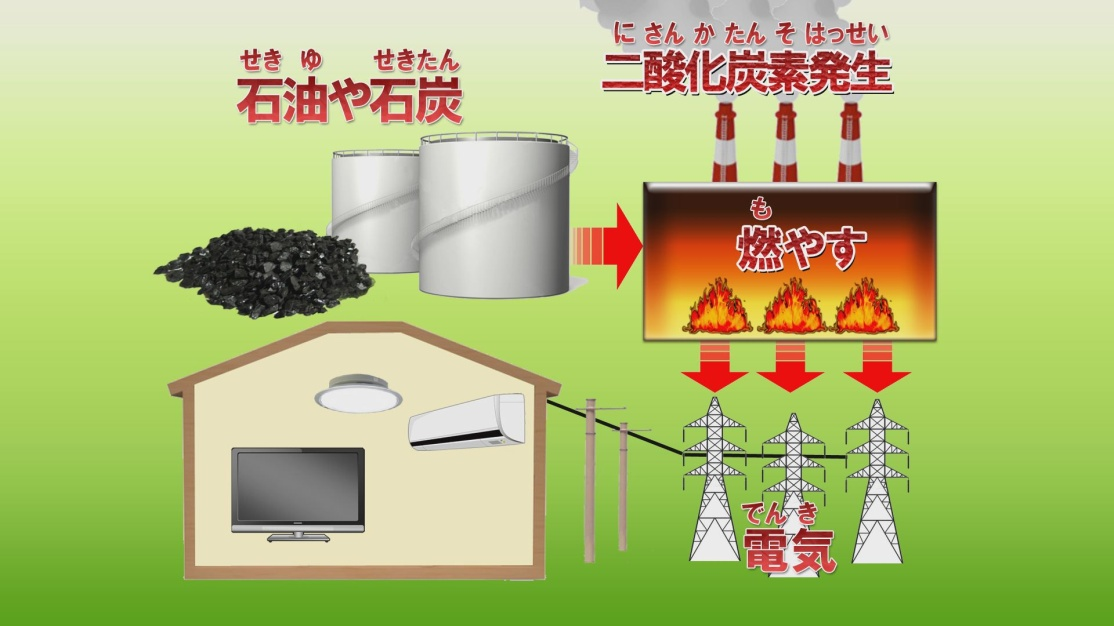 せきゆ せきたん
石油や石炭
にさんかたんそはっせい
二酸化炭素発生
も
燃やす
でんき
電気